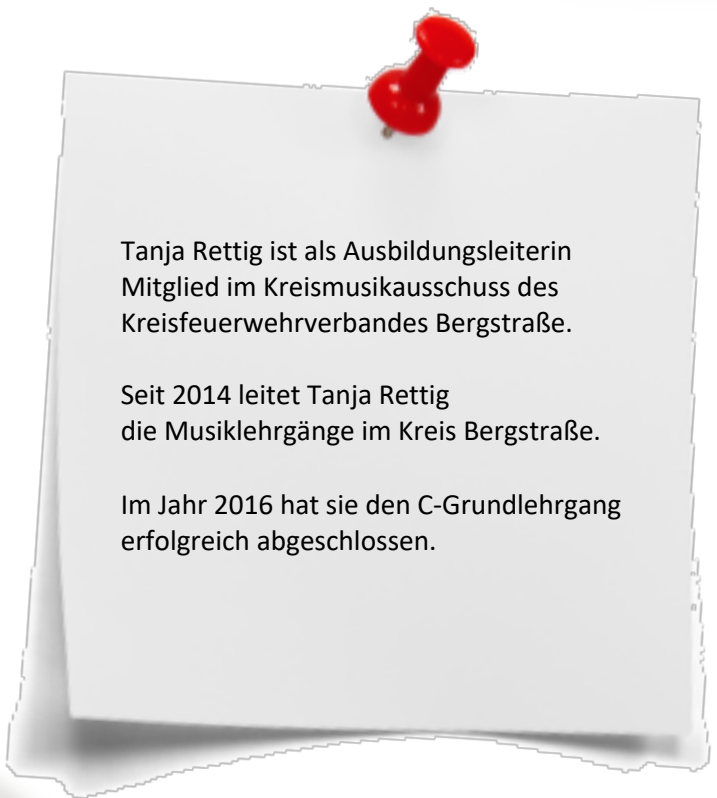 Tanja Rettig ist als Ausbildungsleiterin
Mitglied im Kreismusikausschuss des
Kreisfeuerwehrverbandes Bergstraße.
Seit 2014 leitet Tanja Rettig
die Musiklehrgänge im Kreis Bergstraße.
Im Jahr 2016 hat sie den C-Grundlehrgang
erfolgreich abgeschlossen.